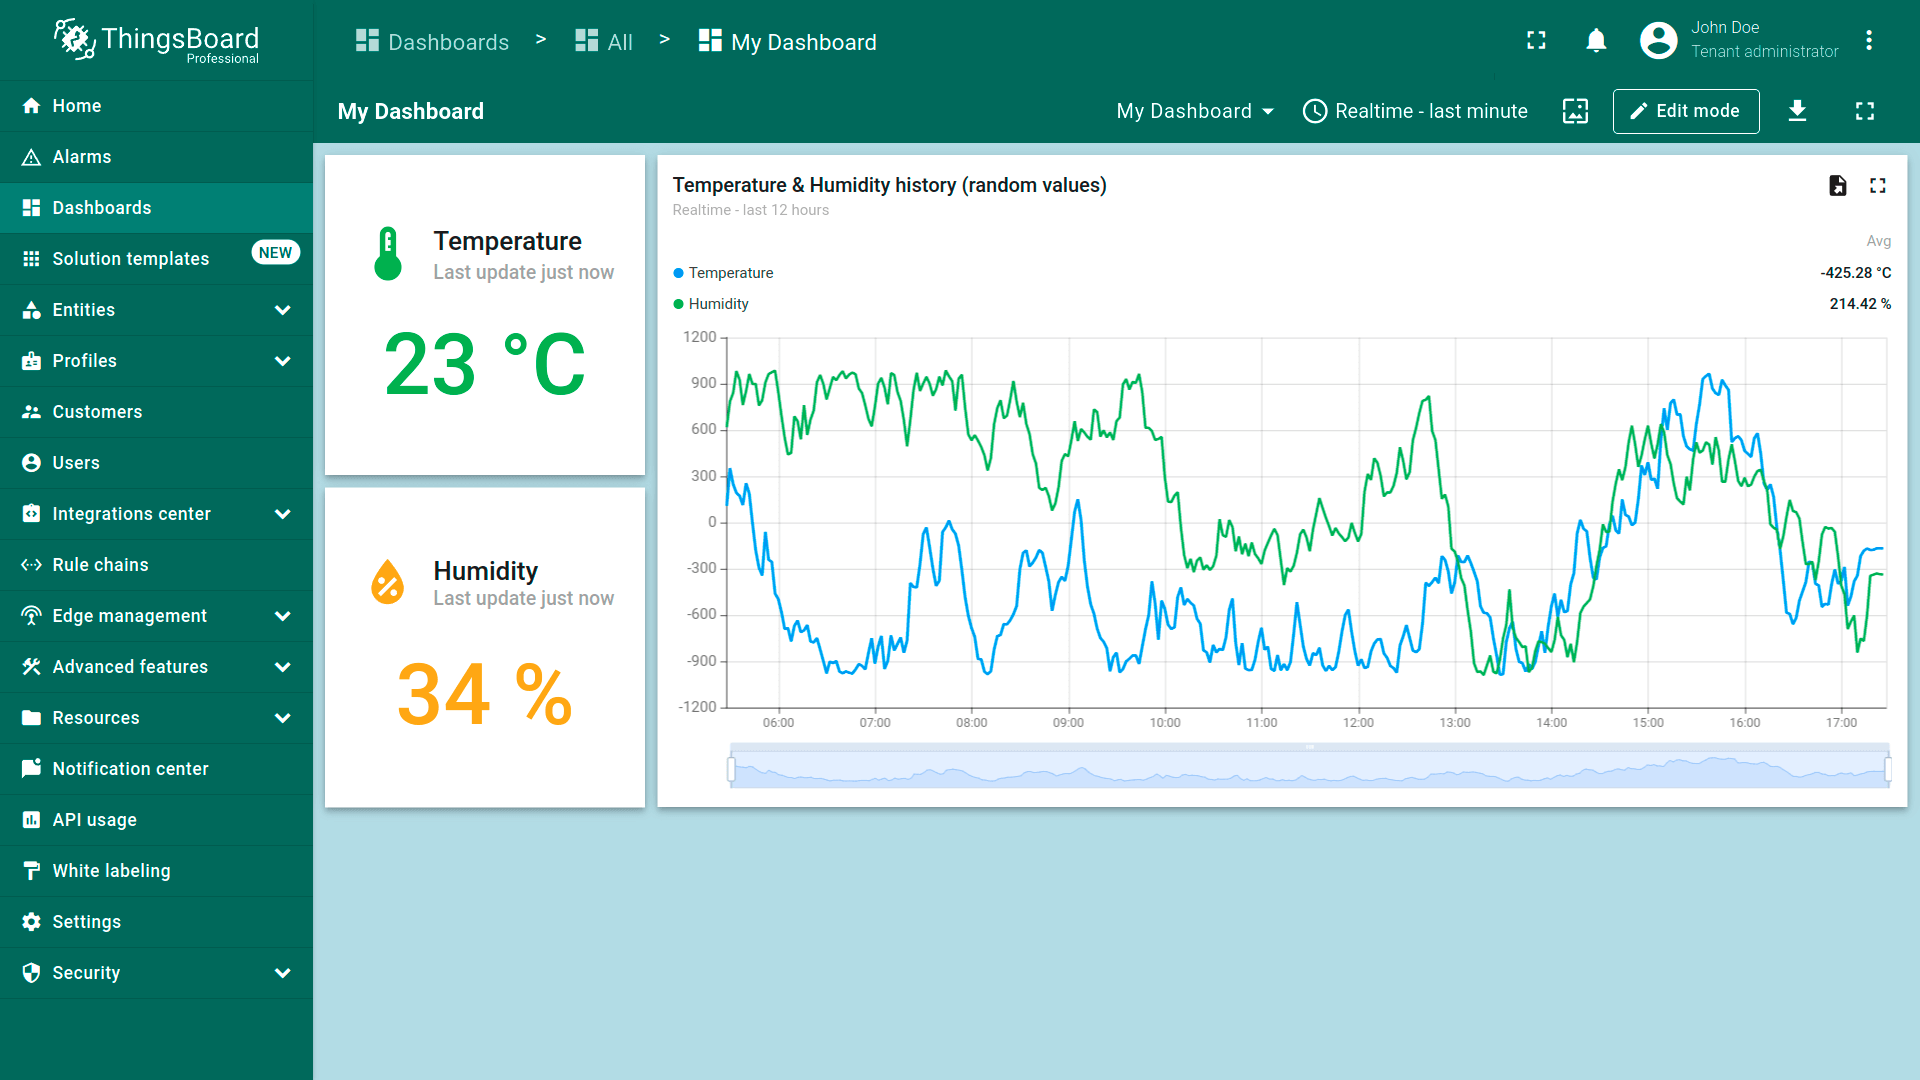 ThingsBoard
Professional
Home
Alarms
Dashboards
Solution templates NEW
Entities
Profiles
Customers
Users
Integrations center
Rule chains
Edge management
Advanced features
Resources
Notification center
API usage
White labeling
Settings
Security
Dashboards > All > My Dashboard
John Doe
Tenant administrator
My Dashboard
My Dashboard
Realtime - last minute
Edit mode
Temperature
Last update just now
23 °C
Humidity
Last update just now
34 %
Temperature & Humidity history (random values)
Realtime - last 12 hours
Avg
Temperature -425.28 °C
Humidity 214.42 %
1200
900
600
300
0
-300
-600
-900
-1200
06:00 07:00 08:00 09:00 10:00 11:00 12:00 13:00 14:00 15:00 16:00 17:00